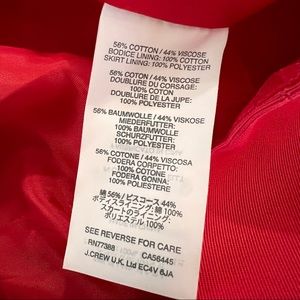 56% COTTON / 44% VISCOSE
BODICE LINING: 100% COTTON
SKIRT LINING: 100% POLYESTER
56% COTON / 44% VISCOSE
DOUBLURE DU CORSAGE:
100% COTON
DOUBLURE DE LA JUPE:
100% POLYESTER
56% BAUMWOLLE / 44% VISKOSE
MIEDERFUTTER:
100% BAUMWOLLE
SCHURZFUTTER:
100% POLYESTER
56% COTONE / 44% VISCOSA
FODERA CORPETTO:
100% COTONE
FODERA GONNA:
100% POLIESTERE
綿 56% / ビスコース 44%
ボディスライニング: 綿 100%
スカートのライニング:
ポリエステル 100%
SEE REVERSE FOR CARE
RN77388 CA56445
J.CREW U.K. Ltd EC4V 6JA